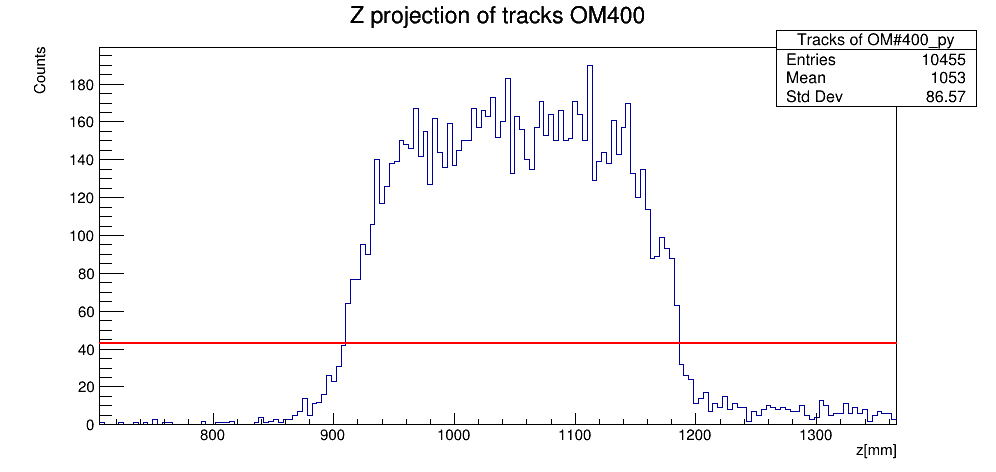 Z projection of tracks OM400
Counts
Tracks of OM#400_py
Entries 10455
Mean 1053
Std Dev 86.57
180
160
140
120
100
80
60
40
20
0
800 900 1000 1100 1200 1300
z[mm]